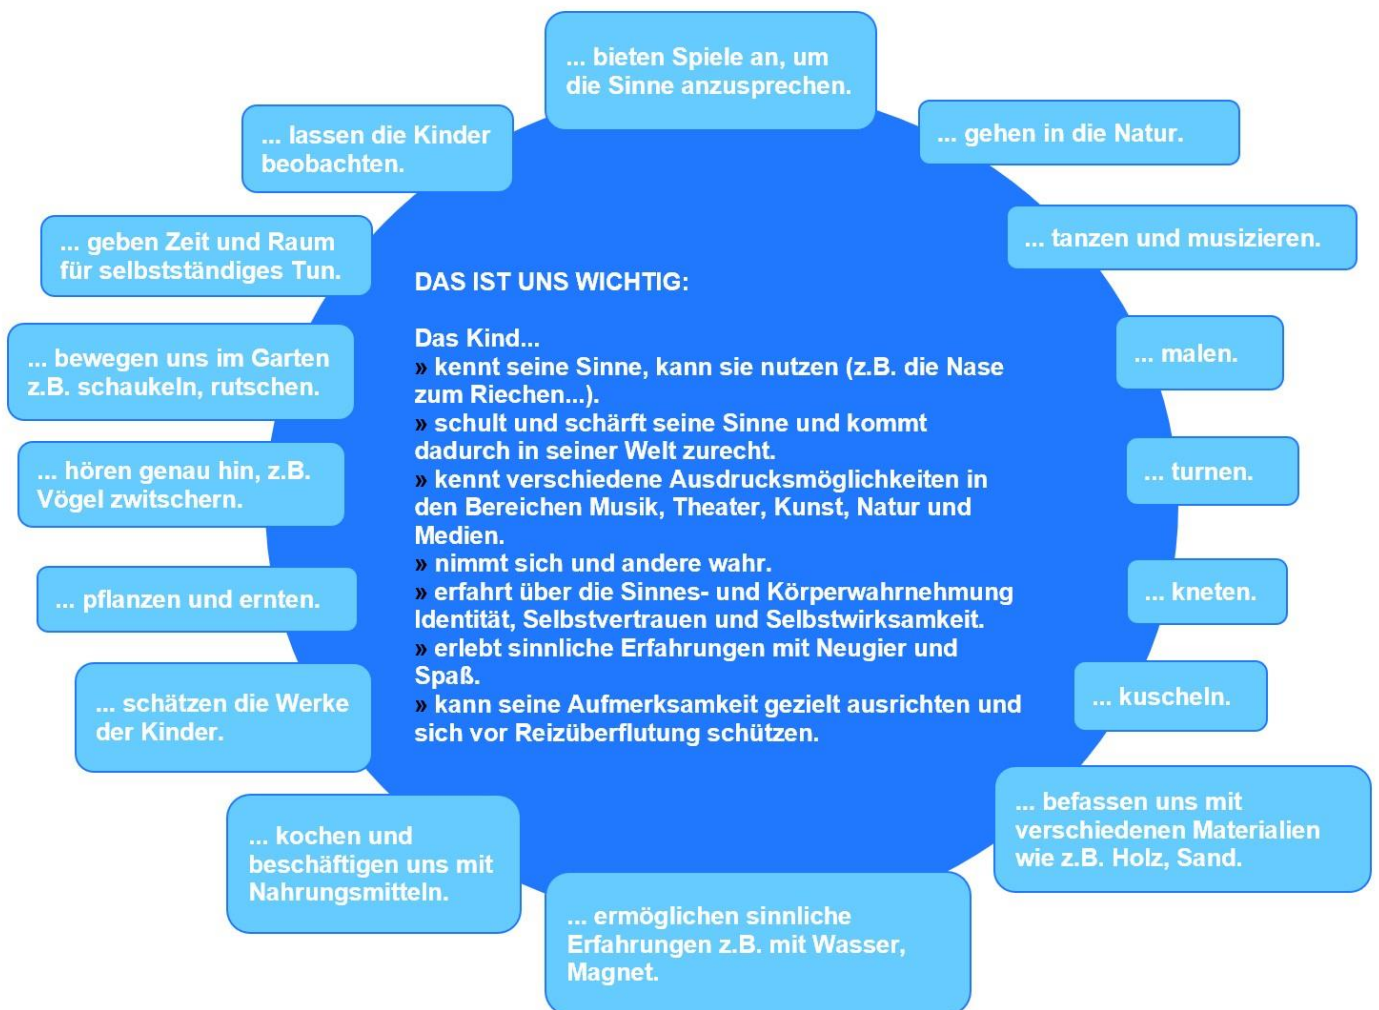 ... bieten Spiele an, um
die Sinne anzusprechen.
... gehen in die Natur.
... tanzen und musizieren.
... malen.
... turnen.
... kneten.
... kuscheln.
... befassen uns mit
verschiedenen Materialien
wie z.B. Holz, Sand.
... ermöglichen sinnliche
Erfahrungen z.B. mit Wasser,
Magnet.
... kochen und
beschäftigen uns mit
Nahrungsmitteln.
... schätzen die Werke
der Kinder.
... pflanzen und ernten.
... hören genau hin, z.B.
Vögel zwitschern.
... bewegen uns im Garten
z.B. schaukeln, rutschen.
... geben Zeit und Raum
für selbstständiges Tun.
... lassen die Kinder
beobachten.
DAS IST UNS WICHTIG:
Das Kind...
» kennt seine Sinne, kann sie nutzen (z.B. die Nase
zum Riechen...).
» schult und schärft seine Sinne und kommt
dadurch in seiner Welt zurecht.
» kennt verschiedene Ausdrucksmöglichkeiten in
den Bereichen Musik, Theater, Kunst, Natur und
Medien.
» nimmt sich und andere wahr.
» erfahrt über die Sinnes- und Körperwahrnehmung
Identität, Selbstvertrauen und Selbstwirksamkeit.
» erlebt sinnliche Erfahrungen mit Neugier und
Spaß.
» kann seine Aufmerksamkeit gezielt ausrichten und
sich vor Reizüberflutung schützen.